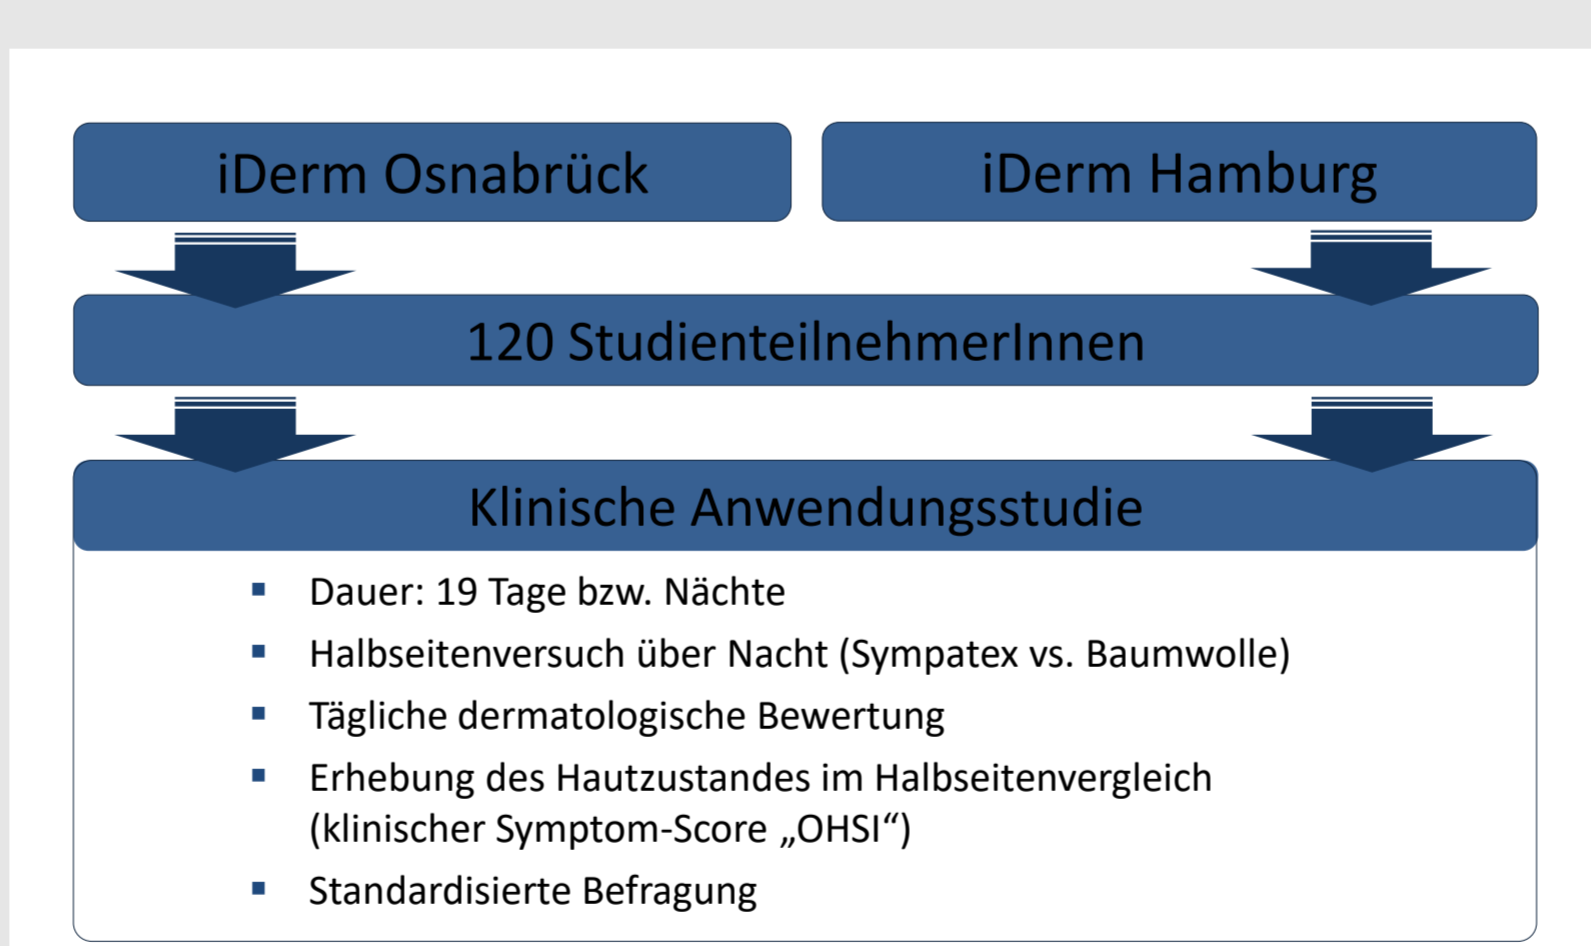 iDerm Osnabrück
iDerm Hamburg
120 StudienteilnehmerInnen
Klinische Anwendungsstudie
▪ Dauer: 19 Tage bzw. Nächte
▪ Halbseitenversuch über Nacht (Sympatex vs. Baumwolle)
▪ Tägliche dermatologische Bewertung
▪ Erhebung des Hautzustandes im Halbseitenvergleich
(klinischer Symptom-Score „OHSI“)
▪ Standardisierte Befragung